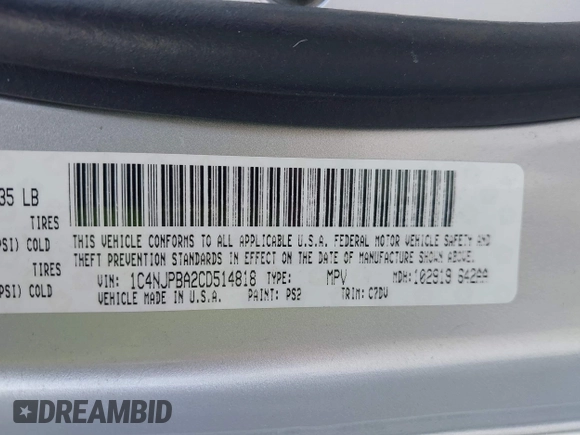 35 LB
TIRES
PSI) COLD
TIRES
PSI) COLD
THIS VEHICLE CONFORMS TO ALL APPLICABLE U.S.A. FEDERAL MOTOR VEHICLE SAFETY AND
THEFT PREVENTION STANDARDS IN EFFECT ON THE DATE OF MANUFACTURE SHOWN ABOVE.
VIN: 1C4NJPBA2CD514818 TYPE: MPV MDH: 102919 642AA
VEHICLE MADE IN U.S.A. PAINT: PS2 TRIM: C7DV
DREAMBID